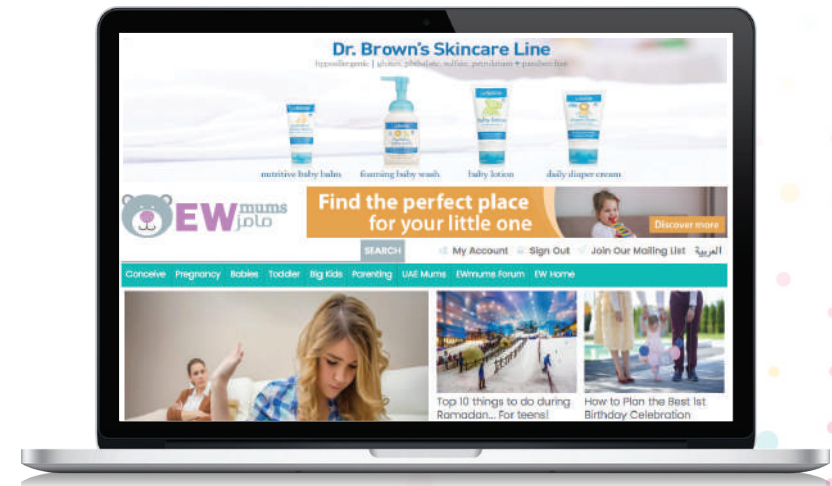 Dr. Brown's Skincare Line
hypoallergenic | gluten, phthalate, sulfate, petrolatum + paraben free
baby lotion
nutritive baby balm foaming baby wash baby lotion daily diaper cream
EW mums
مامز
Find the perfect place
for your little one
Discover more
SEARCH My Account Sign Out Join Our Mailing List العربية
Conceive Pregnancy Babies Toddler Big Kids Parenting UAE Mums EWmums Forum EW Home
Top 10 things to do during
Ramadan... For teens!
How to Plan the Best 1st
Birthday Celebration